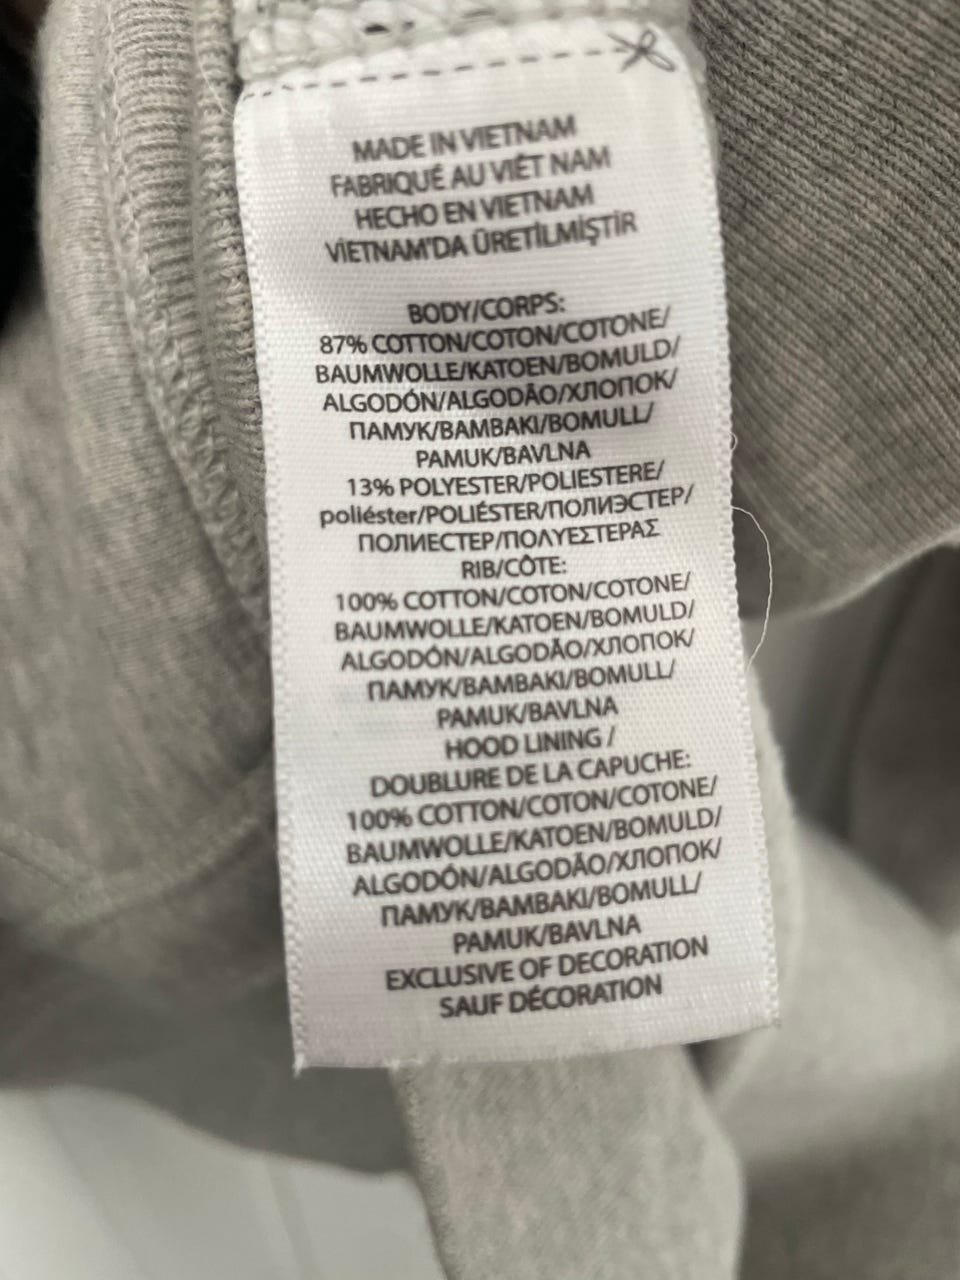 MADE IN VIETNAM
FABRIQUÉ AU VIÊT NAM
HECHO EN VIETNAM
VİETNAM'DA ÜRETİLMİŞTİR
BODY/CORPS:
87% COTTON/COTON/COTONE/
BAUMWOLLE/KATOEN/BOMULD/
ALGODÓN/ALGODÃO/ХЛОПОК/
ПАМУК/BAMBAKI/BOMULL/
PAMUK/BAVLNA
13% POLYESTER/POLIESTERE/
poliéster/POLIÉSTER/ПОЛИЭСТЕР/
ПОЛИЕСТЕР/ΠΟΛΥΕΣΤΕΡΑΣ
RIB/CÔTE:
100% COTTON/COTON/COTONE/
BAUMWOLLE/KATOEN/BOMULD/
ALGODÓN/ALGODÃO/ХЛОПОК/
ПАМУК/BAMBAKI/BOMULL/
PAMUK/BAVLNA
HOOD LINING /
DOUBLURE DE LA CAPUCHE:
100% COTTON/COTON/COTONE/
BAUMWOLLE/KATOEN/BOMULD/
ALGODÓN/ALGODÃO/ХЛОПОК/
ПАМУК/BAMBAKI/BOMULL/
PAMUK/BAVLNA
EXCLUSIVE OF DECORATION
SAUF DÉCORATION